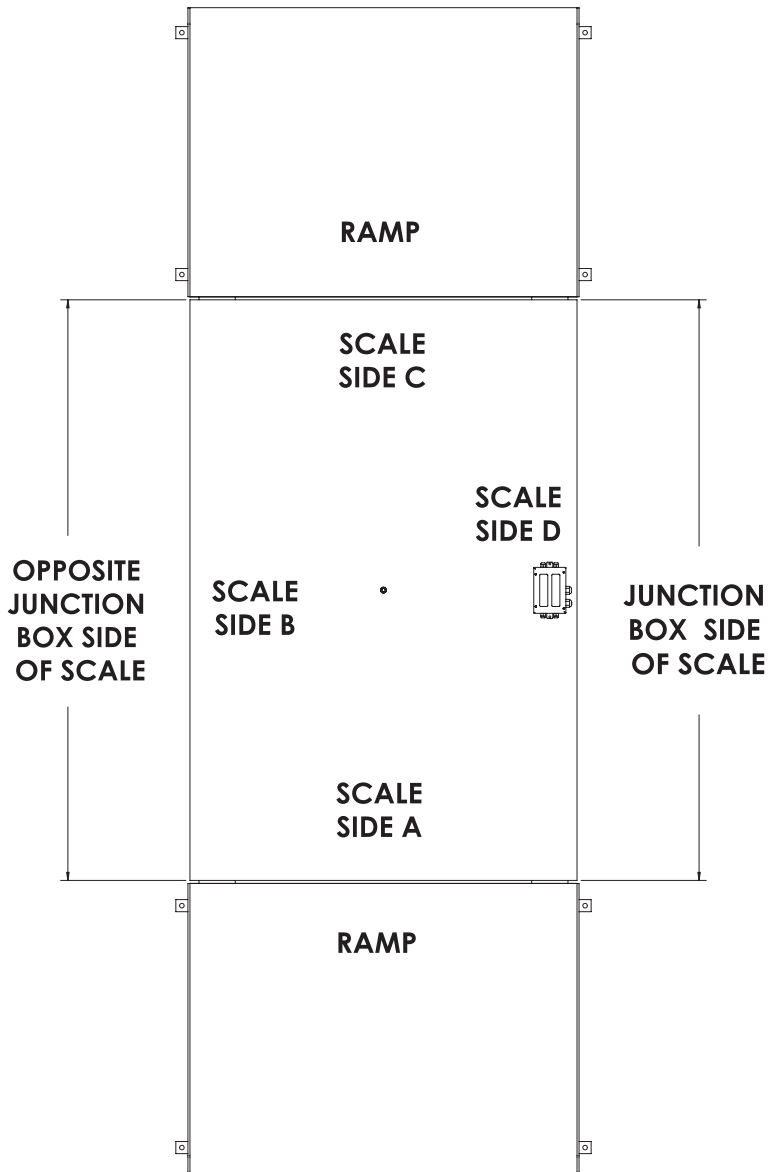 RAMP
SCALE
SIDE C
SCALE
SIDE D
OPPOSITE
JUNCTION
BOX SIDE
OF SCALE
SCALE
SIDE B
JUNCTION
BOX SIDE
OF SCALE
SCALE
SIDE A
RAMP